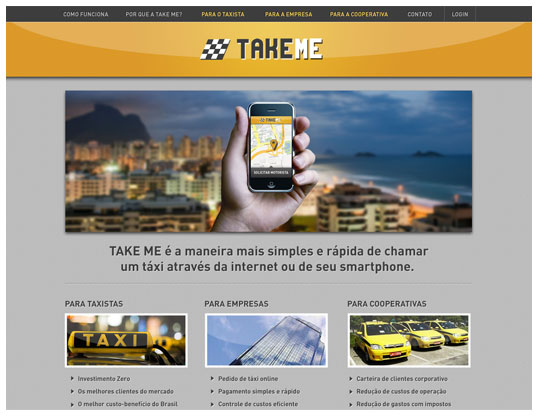 COMO FUNCIONA POR QUE A TAKE ME? PARA O TAXISTA PARA A EMPRESA PARA A COOPERATIVA CONTATO LOGIN
TAKEME
TAKEME
SOLICITAR MOTORISTA
TAKE ME é a maneira mais simples e rápida de chamar
um táxi através da internet ou de seu smartphone.
PARA TAXISTAS PARA EMPRESAS PARA COOPERATIVAS
TAXI
Investimento Zero Pedido de táxi online Carteira de clientes corporativo
Os melhores clientes do mercado Pagamento simples e rápido Redução de custos de operação
O melhor custo-benefício do Brasil Controle de custos eficiente Redução de gastos com impostos